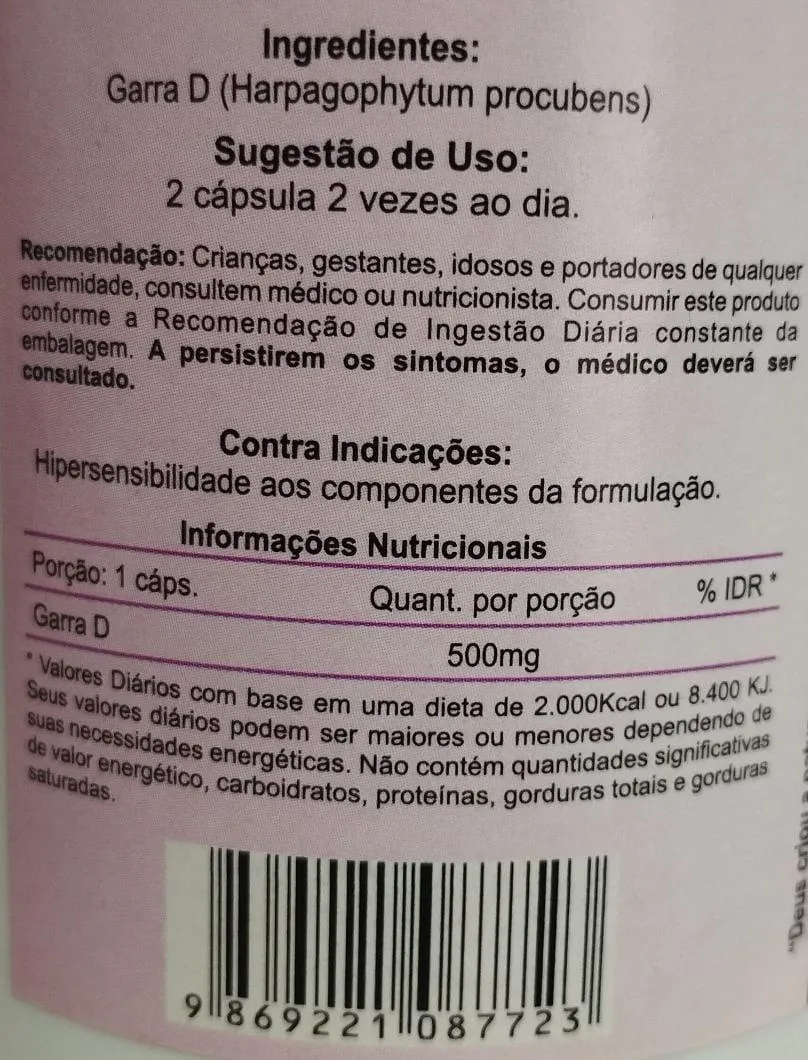 Ingredientes:
Garra D (Harpagophytum procubens)
Sugestão de Uso:
2 cápsula 2 vezes ao dia.
Recomendação: Crianças, gestantes, idosos e portadores de qualquer
enfermidade, consultem médico ou nutricionista. Consumir este produto
conforme a Recomendação de Ingestão Diária constante da
embalagem. A persistirem os sintomas, o médico deverá ser
consultado.
Contra Indicações:
Hipersensibilidade aos componentes da formulação.
Informações Nutricionais
Porção: 1 cáps. Quant. por porção % IDR *
Garra D 500mg
* Valores Diários com base em uma dieta de 2.000Kcal ou 8.400 KJ.
Seus valores diários podem ser maiores ou menores dependendo de
suas necessidades energéticas. Não contém quantidades significativas
de valor energético, carboidratos, proteínas, gorduras totais e gorduras
saturadas.
9 869221 087723
"Deus criou a